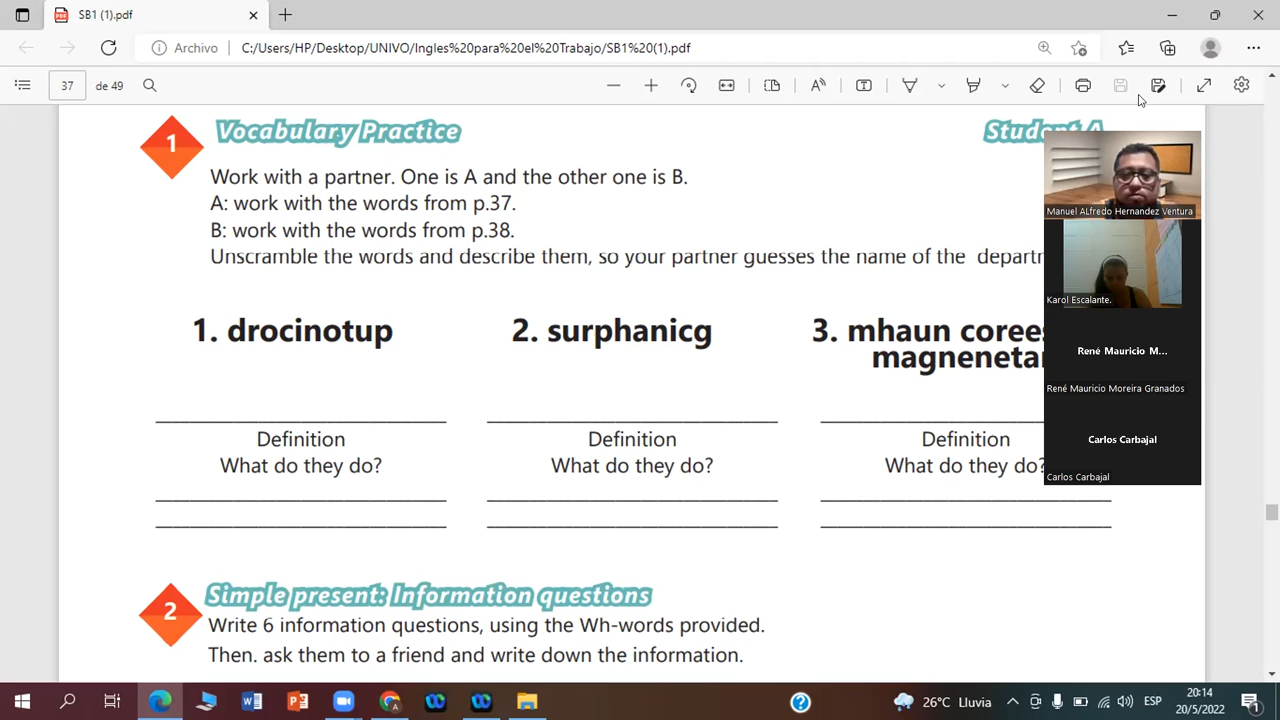 SB1 (1).pdf
Archivo
C:/Users/HP/Desktop/UNIVO/Ingles%20para%20el%20Trabajo/SB1%20(1).pdf
37 de 49
1 Vocabulary Practice Student A
Work with a partner. One is A and the other one is B.
A: work with the words from p.37.
B: work with the words from p.38.
Unscramble the words and describe them, so your partner guesses the name of the
1. drocinotup 2. surphanicg 3. mhaun
Definition Definition Definition
What do they do? What do they do? What do they do?
2 Simple present: Information questions
Write 6 information questions, using the Wh-words provided.
Then. ask them to a friend and write down the information.
Manuel ALfredo Hernandez Ventura
Karol Escalante.
René Mauricio M...
René Mauricio Moreira Granados
Carlos Carbajal
Carlos Carbajal
26°C Lluvia
ESP
20:14
20/5/2022